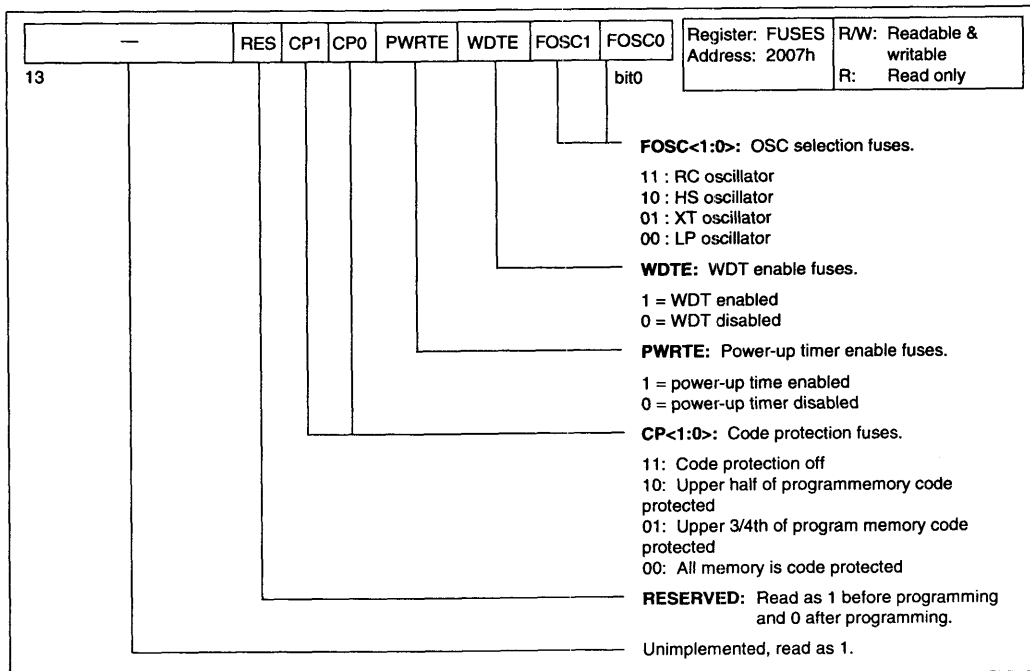 — RES CP1 CP0 PWRTE WDTE FOSC1 FOSC0
Register: FUSES
Address: 2007h
R/W: Readable &
writable
R: Read only
13
bit0
FOSC<1:0>: OSC selection fuses.
11 : RC oscillator
10 : HS oscillator
01 : XT oscillator
00 : LP oscillator
WDTE: WDT enable fuses.
1 = WDT enabled
0 = WDT disabled
PWRTE: Power-up timer enable fuses.
1 = power-up time enabled
0 = power-up timer disabled
CP<1:0>: Code protection fuses.
11: Code protection off
10: Upper half of programmemory code
protected
01: Upper 3/4th of program memory code
protected
00: All memory is code protected
RESERVED: Read as 1 before programming
and 0 after programming.
Unimplemented, read as 1.